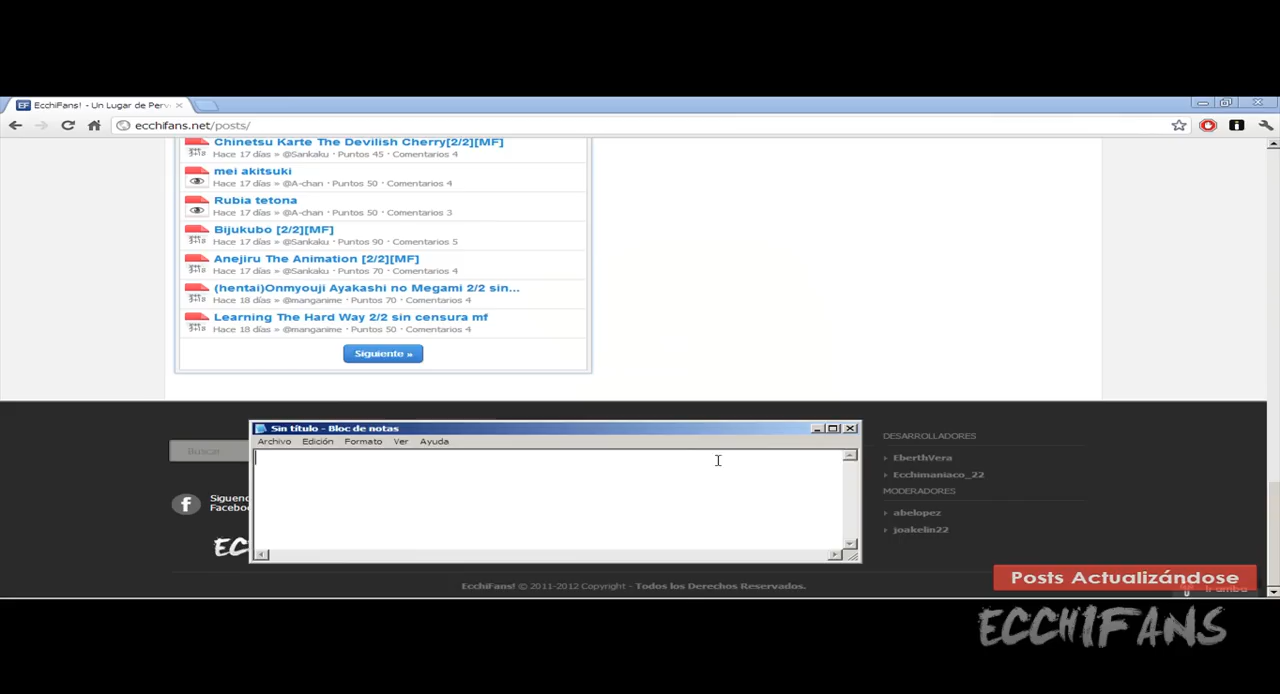 EcchiFans! - Un Lugar de Perv
ecchifans.net/posts/
Chinetsu Karte The Devilish Cherry[2/2][MF]
Hace 17 días » @Sankaku · Puntos 45 · Comentarios 4
mei akitsuki
Hace 17 días » @A-chan · Puntos 50 · Comentarios 4
Rubia tetona
Hace 17 días » @A-chan · Puntos 50 · Comentarios 3
Bijukubo [2/2][MF]
Hace 17 días » @Sankaku · Puntos 90 · Comentarios 5
Anejiru The Animation [2/2][MF]
Hace 17 días » @Sankaku · Puntos 70 · Comentarios 4
(hentai)Onmyouji Ayakashi no Megami 2/2 sin...
Hace 18 días » @manganime · Puntos 70 · Comentarios 4
Learning The Hard Way 2/2 sin censura mf
Hace 18 días » @manganime · Puntos 50 · Comentarios 4
Siguiente »
Sin título - Bloc de notas
Archivo Edición Formato Ver Ayuda
Buscar
Siguenos
Facebo
EC
DESARROLLADORES
EberthVera
Ecchimaniaco_22
MODERADORES
abelopez
joakelin22
EcchiFans! © 2011-2012 Copyright - Todos los Derechos Reservados.
Posts Actualizándose
ECCHIFANS